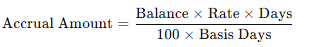 Accrual Amount = Balance × Rate × Days / 100 × Basis Days